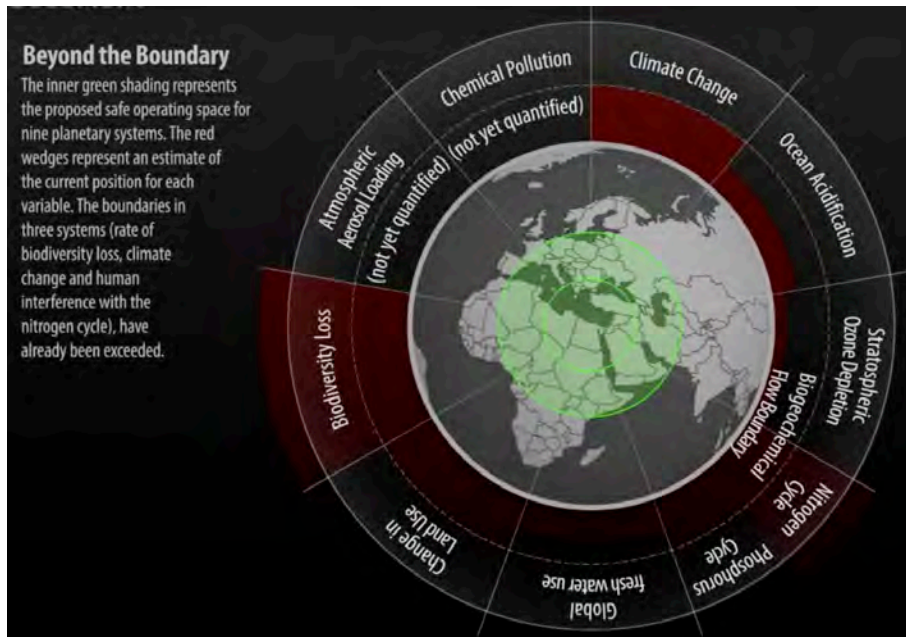 Beyond the Boundary
The inner green shading represents
the proposed safe operating space for
nine planetary systems. The red
wedges represent an estimate of
the current position for each
variable. The boundaries in
three systems (rate of
biodiversity loss, climate
change and human
interference with the
nitrogen cycle), have
already been exceeded.
Climate Change
Ocean Acidification
Stratospheric
Ozone Depletion
Biogeochemical
Flow Boundary
Nitrogen
Cycle
Phosphorus
Cycle
Global
fresh water use
Change in
Land Use
Biodiversity Loss
Atmospheric
Aerosol Loading
(not yet quantified)
Chemical Pollution
(not yet quantified)